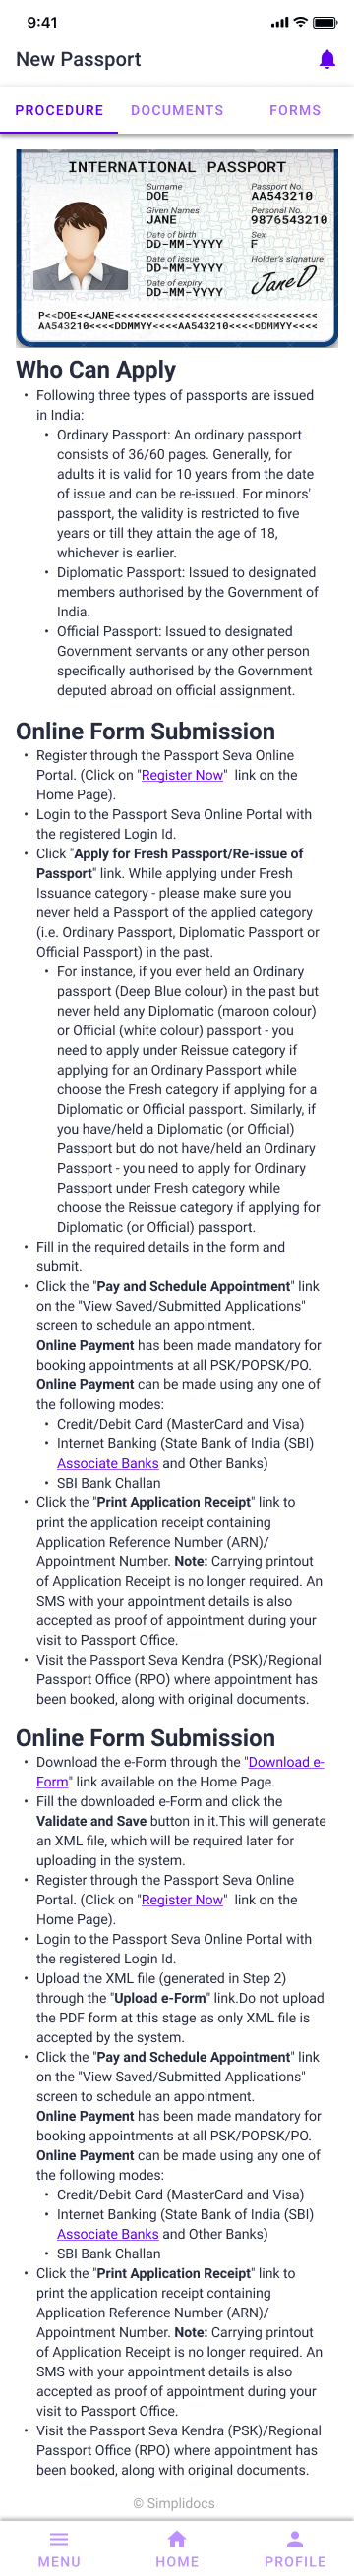 9:41
New Passport
PROCEDURE DOCUMENTS FORMS
INTERNATIONAL PASSPORT
Surname
DOE
Passport No.
AA543210
Given Names
JANE
Personal No.
9876543210
Date of birth
DD-MM-YYYY
Sex
F
Date of issue
DD-MM-YYYY
Holder's signature
Jane D
Date of expiry
DD-MM-YYYY
P<<DOE<<JANE<<<<<<<<<<<<<<<<<<<<<<<<<<<<
AA543210<<<<DDMMYY<<<<AA543210<<<<DDMMYY<<<<
Who Can Apply
• Following three types of passports are issued
in India:
• Ordinary Passport: An ordinary passport
consists of 36/60 pages. Generally, for
adults it is valid for 10 years from the date
of issue and can be re-issued. For minors'
passport, the validity is restricted to five
years or till they attain the age of 18,
whichever is earlier.
• Diplomatic Passport: Issued to designated
members authorised by the Government of
India.
• Official Passport: Issued to designated
Government servants or any other person
specifically authorised by the Government
deputed abroad on official assignment.
Online Form Submission
• Register through the Passport Seva Online
Portal. (Click on "Register Now" link on the
Home Page).
• Login to the Passport Seva Online Portal with
the registered Login Id.
• Click "Apply for Fresh Passport/Re-issue of
Passport" link. While applying under Fresh
Issuance category - please make sure you
never held a Passport of the applied category
(i.e. Ordinary Passport, Diplomatic Passport or
Official Passport) in the past.
• For instance, if you ever held an Ordinary
passport (Deep Blue colour) in the past but
never held any Diplomatic (maroon colour)
or Official (white colour) passport - you
need to apply under Reissue category if
applying for an Ordinary Passport while
choose the Fresh category if applying for a
Diplomatic or Official passport. Similarly, if
you have/held a Diplomatic (or Official)
Passport but do not have/held an Ordinary
Passport - you need to apply for Ordinary
Passport under Fresh category while
choose the Reissue category if applying for
Diplomatic (or Official) passport.
• Fill in the required details in the form and
submit.
• Click the "Pay and Schedule Appointment" link
on the "View Saved/Submitted Applications"
screen to schedule an appointment.
Online Payment has been made mandatory for
booking appointments at all PSK/POPSK/PO.
Online Payment can be made using any one of
the following modes:
• Credit/Debit Card (MasterCard and Visa)
• Internet Banking (State Bank of India (SBI)
Associate Banks and Other Banks)
• SBI Bank Challan
• Click the "Print Application Receipt" link to
print the application receipt containing
Application Reference Number (ARN)/
Appointment Number. Note: Carrying printout
of Application Receipt is no longer required. An
SMS with your appointment details is also
accepted as proof of appointment during your
visit to Passport Office.
• Visit the Passport Seva Kendra (PSK)/Regional
Passport Office (RPO) where appointment has
been booked, along with original documents.
Online Form Submission
• Download the e-Form through the "Download e-
Form" link available on the Home Page.
• Fill the downloaded e-Form and click the
Validate and Save button in it.This will generate
an XML file, which will be required later for
uploading in the system.
• Register through the Passport Seva Online
Portal. (Click on "Register Now" link on the
Home Page).
• Login to the Passport Seva Online Portal with
the registered Login Id.
• Upload the XML file (generated in Step 2)
through the "Upload e-Form" link.Do not upload
the PDF form at this stage as only XML file is
accepted by the system.
• Click the "Pay and Schedule Appointment" link
on the "View Saved/Submitted Applications"
screen to schedule an appointment.
Online Payment has been made mandatory for
booking appointments at all PSK/POPSK/PO.
Online Payment can be made using any one of
the following modes:
• Credit/Debit Card (MasterCard and Visa)
• Internet Banking (State Bank of India (SBI)
Associate Banks and Other Banks)
• SBI Bank Challan
• Click the "Print Application Receipt" link to
print the application receipt containing
Application Reference Number (ARN)/
Appointment Number. Note: Carrying printout
of Application Receipt is no longer required. An
SMS with your appointment details is also
accepted as proof of appointment during your
visit to Passport Office.
• Visit the Passport Seva Kendra (PSK)/Regional
Passport Office (RPO) where appointment has
been booked, along with original documents.
© Simplidocs
MENU HOME PROFILE